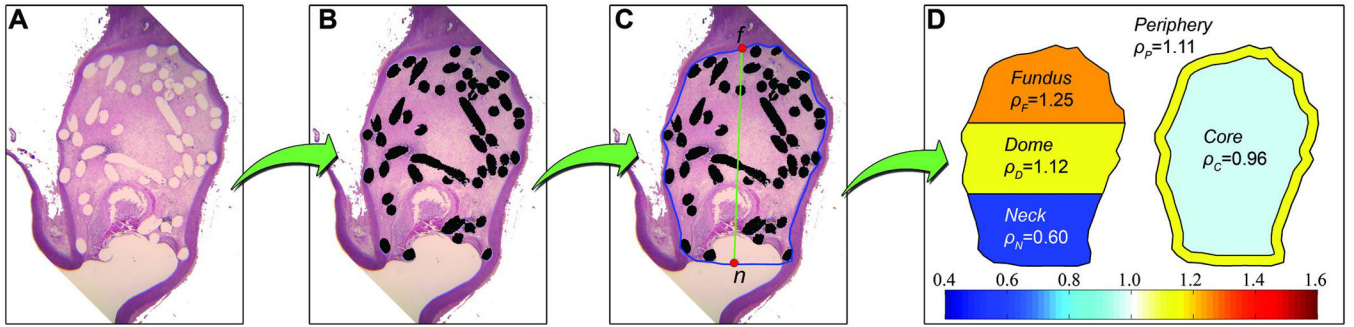 A
B
C
D
f
n
Periphery
ρP=1.11
Fundus
ρF=1.25
Dome
ρD=1.12
Neck
ρN=0.60
Core
ρC=0.96
0.4 0.6 0.8 1.0 1.2 1.4 1.6